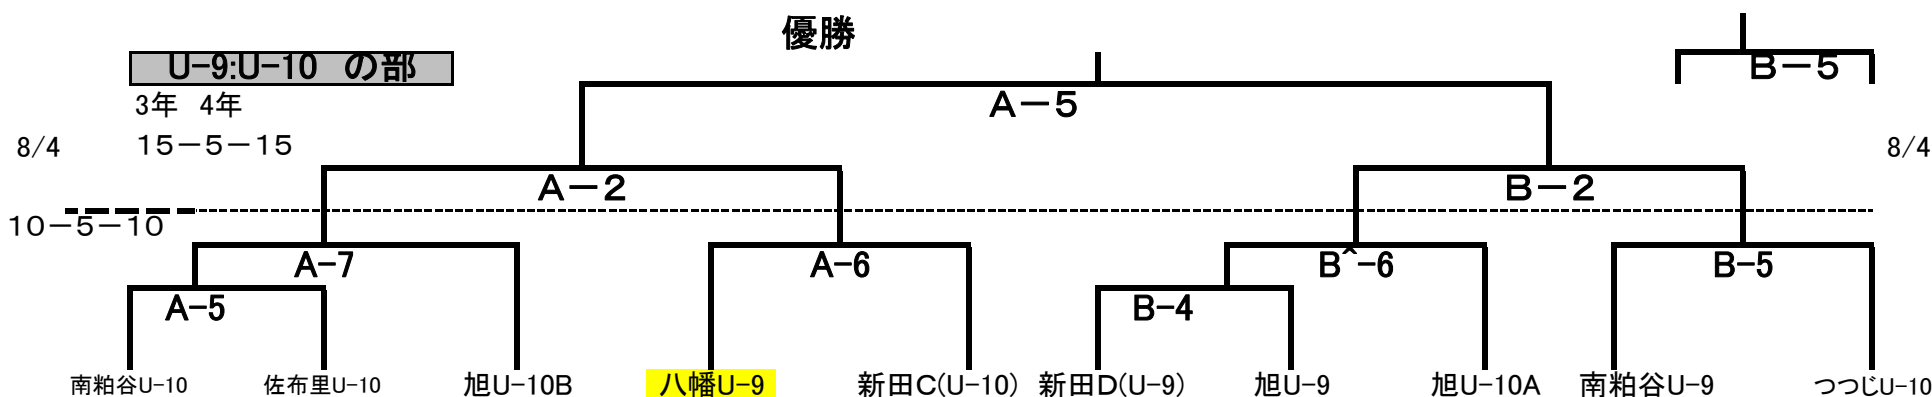 優勝
U-9:U-10 の部
B-5
3年 4年
A-5
8/4
15-5-15
8/4
A-2
B-2
10-5-10
A-7
A-6
B^-6
B-5
A-5
B-4
南粕谷U-10
佐布里U-10
旭U-10B
八幡U-9
新田C(U-10)
新田D(U-9)
旭U-9
旭U-10A
南粕谷U-9
つつじU-10